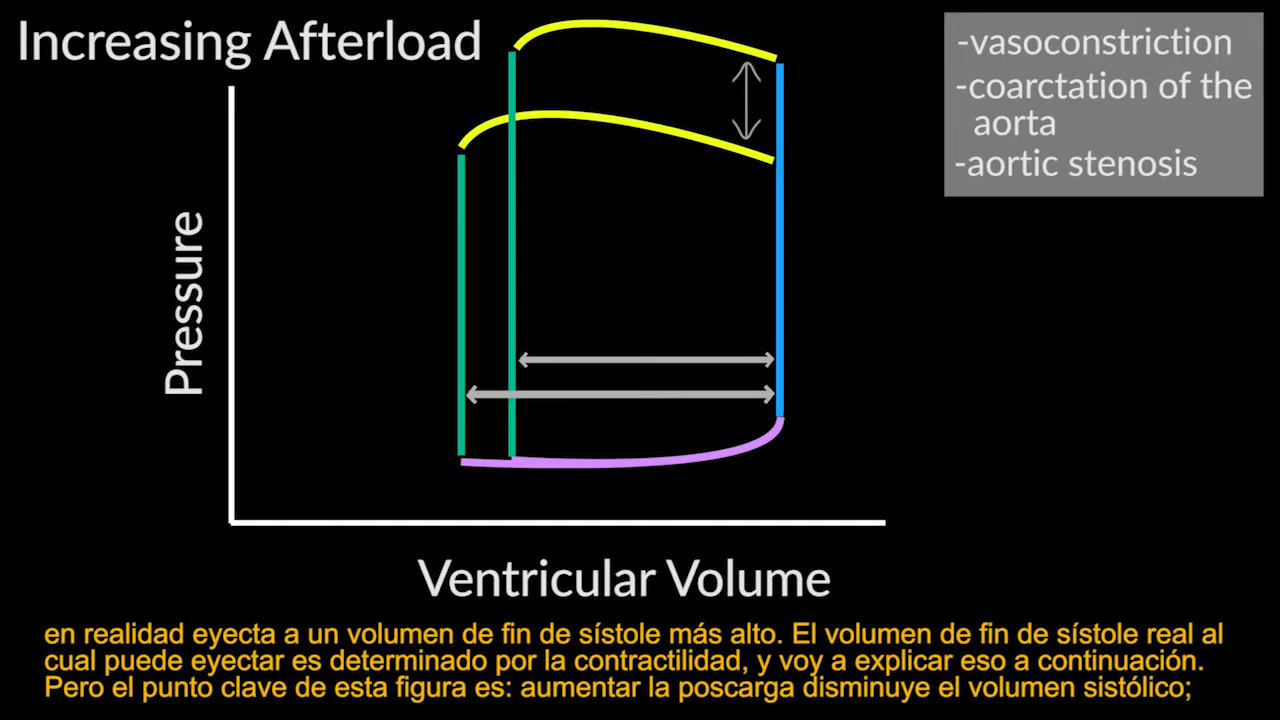 Increasing Afterload
-vasoconstriction
-coarctation of the
aorta
-aortic stenosis
Pressure
Ventricular Volume
en realidad eyecta a un volumen de fin de sístole más alto. El volumen de fin de sístole real al
cual puede eyectar es determinado por la contractilidad, y voy a explicar eso a continuación.
Pero el punto clave de esta figura es: aumentar la poscarga disminuye el volumen sistólico;